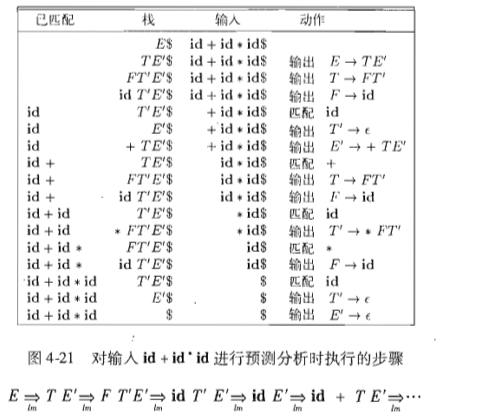 已匹配 栈 输入 动作
E$ id + id * id$
TE′$ id + id * id$ 输出 E → TE′
FT′E′$ id + id * id$ 输出 T → FT′
id T′E′$ id + id * id$ 输出 F → id
id T′E′$ + id * id$ 匹配 id
id E′$ + id * id$ 输出 T′ → ϵ
id + TE′$ + id * id$ 输出 E′ → + TE′
id + TE′$ id * id$ 匹配 +
id + FT′E′$ id * id$ 输出 T → FT′
id + id T′E′$ id * id$ 输出 F → id
id + id T′E′$ * id$ 匹配 id
id + id * FT′E′$ * id$ 输出 T′ → * FT′
id + id * FT′E′$ id$ 匹配 *
id + id * id T′E′$ id$ 输出 F → id
id + id * id T′E′$ $ 匹配 id
id + id * id E′$ $ 输出 T′ → ϵ
id + id * id $ $ 输出 E′ → ϵ
图 4-21 对输入 id + id * id 进行预测分析时执行的步骤
E ⇒lm T E′ ⇒lm F T′E′ ⇒lm id T′ E′ ⇒lm id E′ ⇒lm id + T E′ ⇒lm ⋯